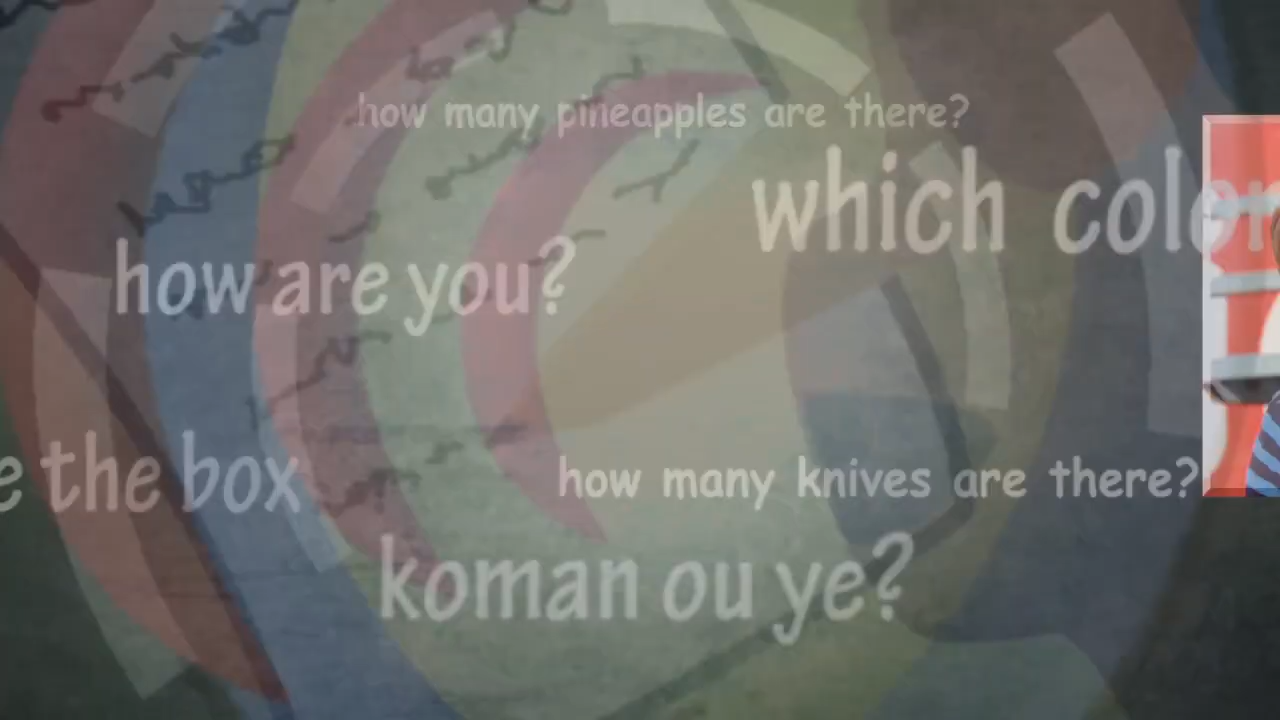 how many pineapples are there?
which color
how are you?
e the box
how many knives are there?
koman ou ye?